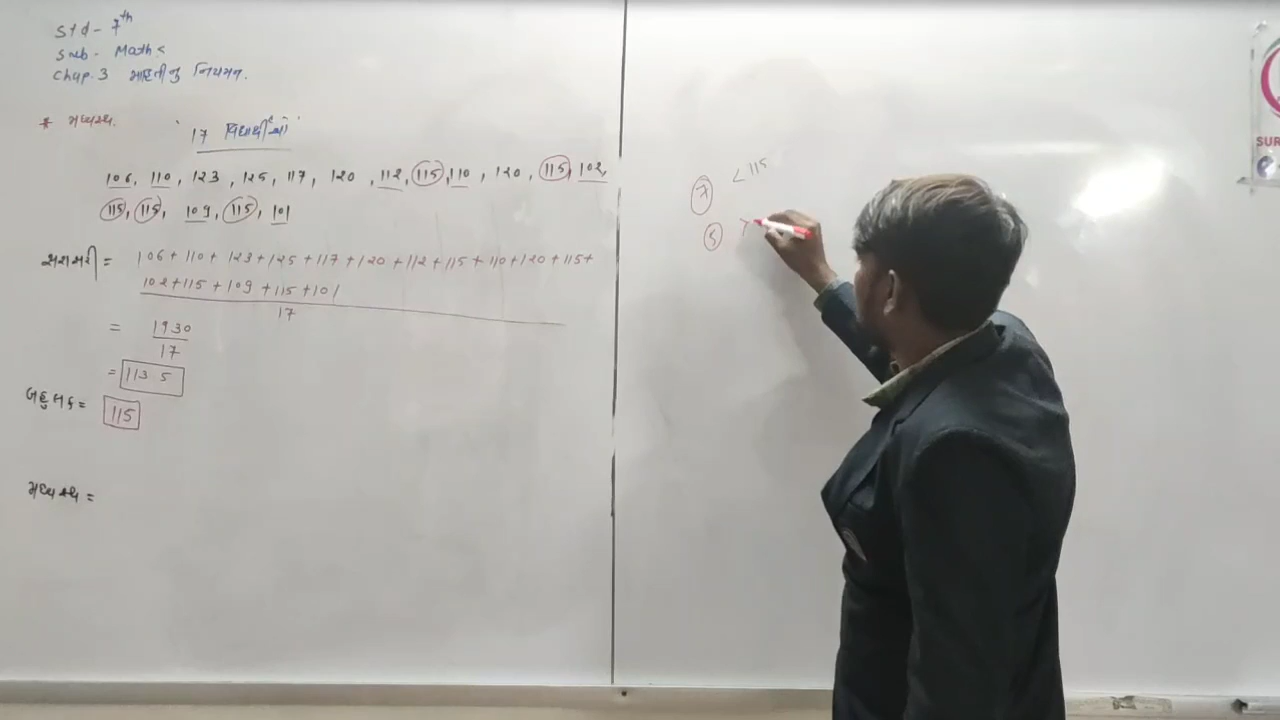 Std - 7th
Sub - Maths
Chap. 3 માહિતીનું નિયમન.
* મધ્યસ્થ.
17 વિદ્યાર્થીઓ
106, 110, 123, 125, 117, 120, 112, 115, 110, 120, 115, 102,
115, 115, 109, 115, 101
સરાસરી = 106 + 110 + 123 + 125 + 117 + 120 + 112 + 115 + 110 + 120 + 115 +
102 + 115 + 109 + 115 + 101
17
= 1930
17
= 113.5
બહુલક = 115
મધ્યસ્થ =
7 < 115
5 >
SUR